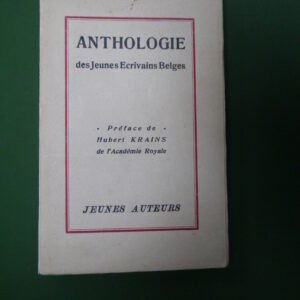 ANTHOLOGIE
des Jeunes Ecrivains Belges
- Préface de -
Hubert KRAINS
de l'Académie Royale
JEUNES AUTEURS